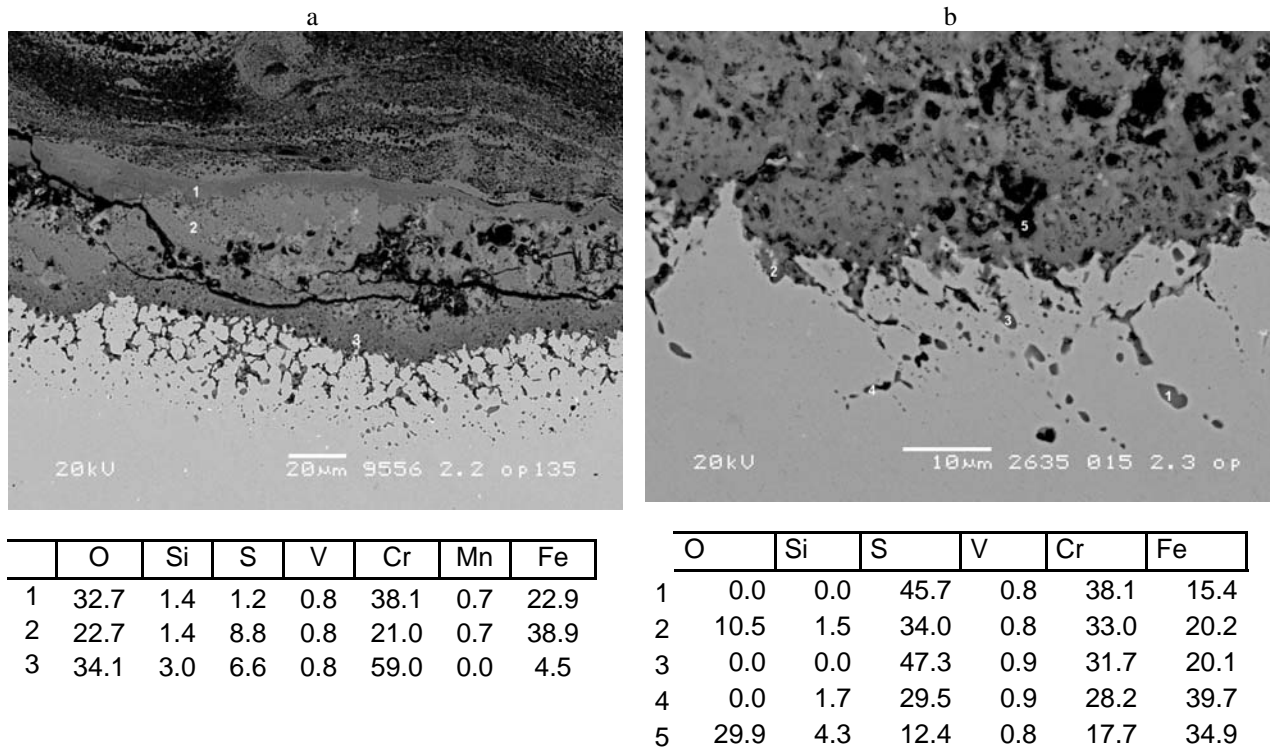 a
1
2
3
20kV 20µm 9556 2.2 op135
O Si S V Cr Mn Fe
1 32.7 1.4 1.2 0.8 38.1 0.7 22.9
2 22.7 1.4 8.8 0.8 21.0 0.7 38.9
3 34.1 3.0 6.6 0.8 59.0 0.0 4.5
b
5
2
3
4
1
20kV 10µm 2635 015 2.3 op
O Si S V Cr Fe
1 0.0 0.0 45.7 0.8 38.1 15.4
2 10.5 1.5 34.0 0.8 33.0 20.2
3 0.0 0.0 47.3 0.9 31.7 20.1
4 0.0 1.7 29.5 0.9 28.2 39.7
5 29.9 4.3 12.4 0.8 17.7 34.9